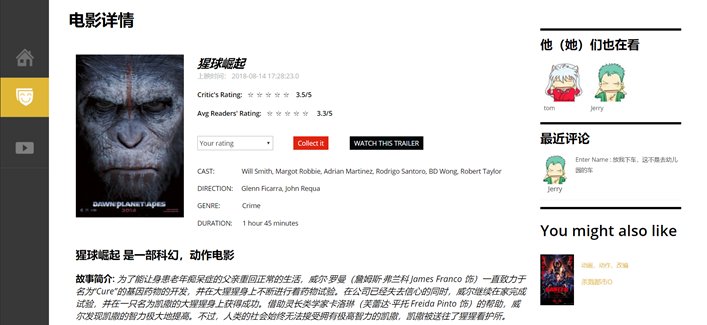 电影详情
DAWN OF THE PLANET OF THE APES
2014
猩球崛起
上映时间: 2018-08-14 17:28:23.0
Critic's Rating: ☆ ☆ ☆ ☆ ☆ 3.5/5
Avg Readers' Rating: ☆ ☆ ☆ ☆ ☆ 3.3/5
Your rating
Collect it
WATCH THIS TRAILER
CAST: Will Smith, Margot Robbie, Adrian Martinez, Rodrigo Santoro, BD Wong, Robert Taylor
DIRECTION: Glenn Ficarra, John Requa
GENRE: Crime
DURATION: 1 hour 45 minutes
猩球崛起 是一部科幻，动作电影
故事简介: 为了能让身患老年痴呆症的父亲重回正常的生活，威尔·罗曼（詹姆斯·弗兰科 James Franco 饰）一直致力于
名为“Cure”的基因药物的开发，并在大猩猩身上不断进行着药物试验。在公司已经失去信心的同时，威尔继续在家完成
试验，并在一只名为凯撒的大猩猩身上获得成功。借助灵长类学家卡洛琳（芙蕾达·平托 Freida Pinto 饰）的帮助，威
尔发现凯撒的智力极大地提高。不过，人类的社会始终无法接受拥有极高智力的凯撒，凯撒被送往了猩猩看护所。
他（她）们也在看
tom
Jerry
最近评论
Enter Name : 放我下车，这不是去幼儿
园的车
Jerry
You might also like
NARUTO
动画，动作，改编